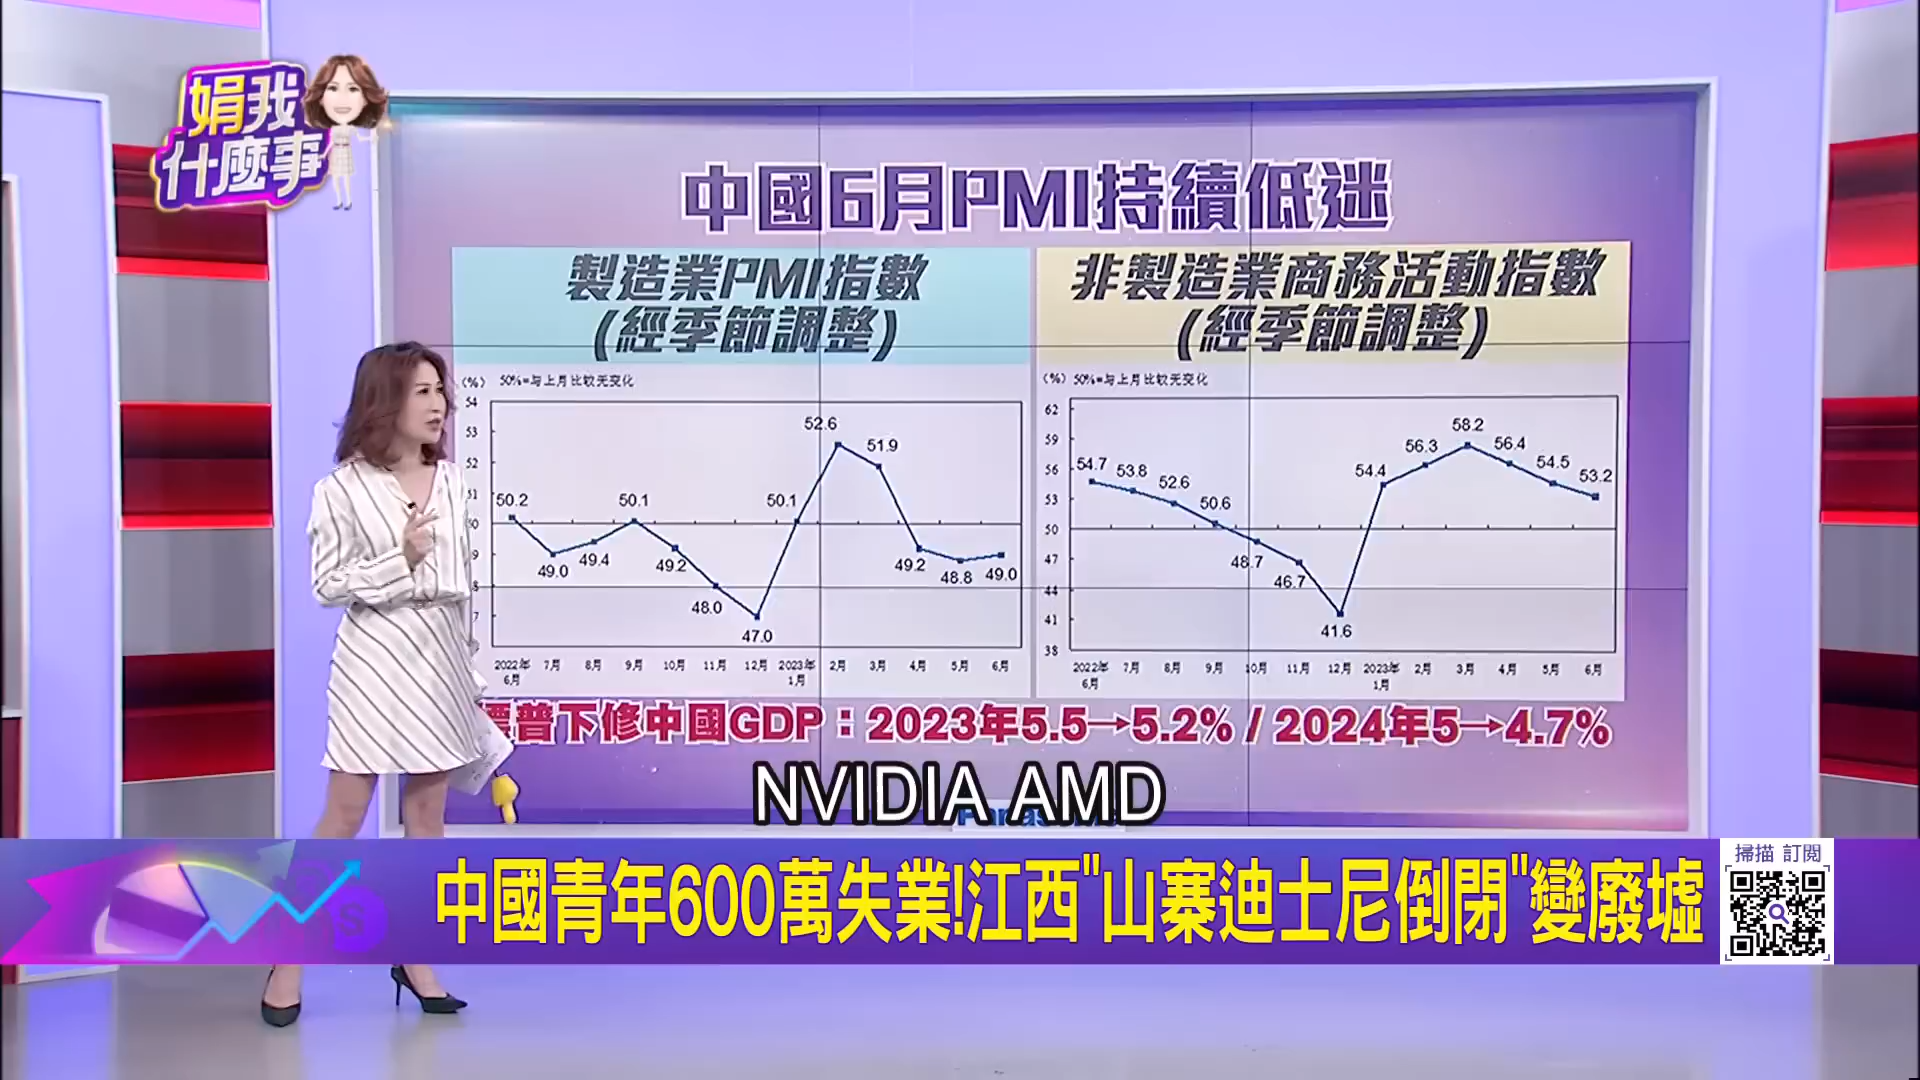 娟我
什麼事
中國6月PMI持續低迷
製造業PMI指數
(經季節調整)
非製造業商務活動指數
(經季節調整)
(%) 50%=与上月比较无变化
54
53
52
51
50
50.2
49.0
49.4
50.1
49.2
48.0
47.0
50.1
52.6
51.9
49.2
48.8
49.0
2022年 7月 8月 9月 10月 11月 12月 2023年 2月 3月 4月 5月 6月
6月 1月
(%) 50%=与上月比较无变化
62
59
56
53
50
47
44
41
38
54.7
53.8
52.6
50.6
48.7
46.7
41.6
54.4
56.3
58.2
56.4
54.5
53.2
2022年 7月 8月 9月 10月 11月 12月 2023年 2月 3月 4月 5月 6月
6月 1月
標普下修中國GDP：2023年5.5→5.2% / 2024年5→4.7%
NVIDIA AMD
Panasonic
掃描 訂閱
中國青年600萬失業!江西"山寨迪士尼倒閉"變廢墟